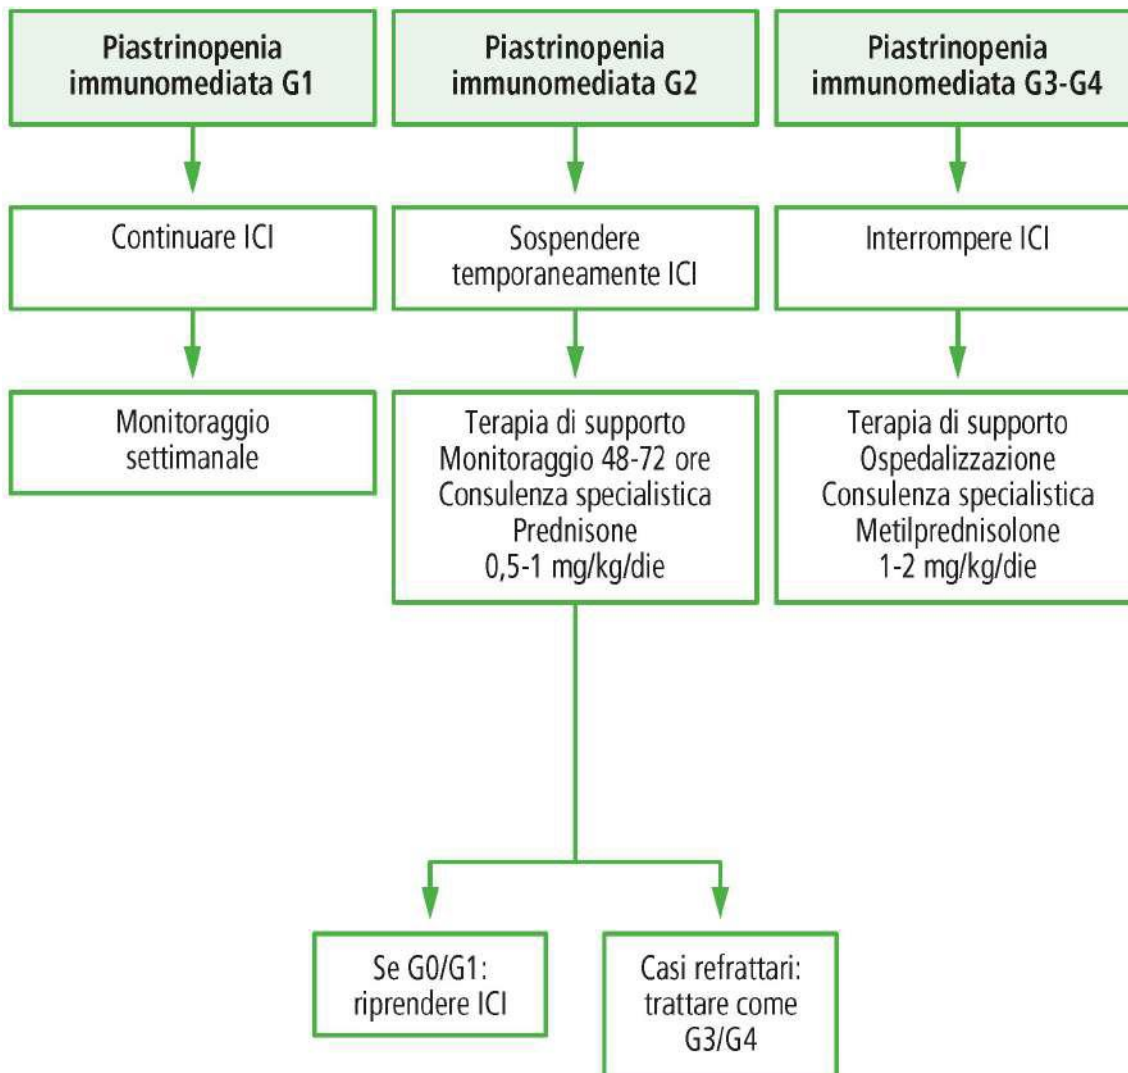 Piastrinopenia
immunomediata G1
Piastrinopenia
immunomediata G2
Piastrinopenia
immunomediata G3-G4
Continuare ICI
Sospendere
temporaneamente ICI
Interrompere ICI
Monitoraggio
settimanale
Terapia di supporto
Monitoraggio 48-72 ore
Consulenza specialistica
Prednisone
0,5-1 mg/kg/die
Terapia di supporto
Ospedalizzazione
Consulenza specialistica
Metilprednisolone
1-2 mg/kg/die
Se G0/G1:
riprendere ICI
Casi refrattari:
trattare come
G3/G4